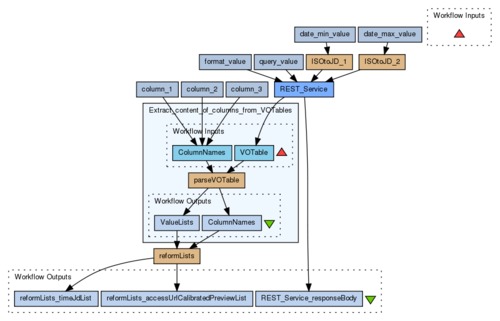 Workflow Inputs
date_min_value
date_max_value
format_value
query_value
ISOtoJD_1
ISOtoJD_2
column_1
column_2
column_3
REST_Service
Extract_content_of_columns_from_VOTables
Workflow Inputs
ColumnNames
VOTable
parseVOTable
Workflow Outputs
ValueLists
ColumnNames
reformLists
Workflow Outputs
reformLists_timeJdList
reformLists_accessUrlCalibratedPreviewList
REST_Service_responseBody